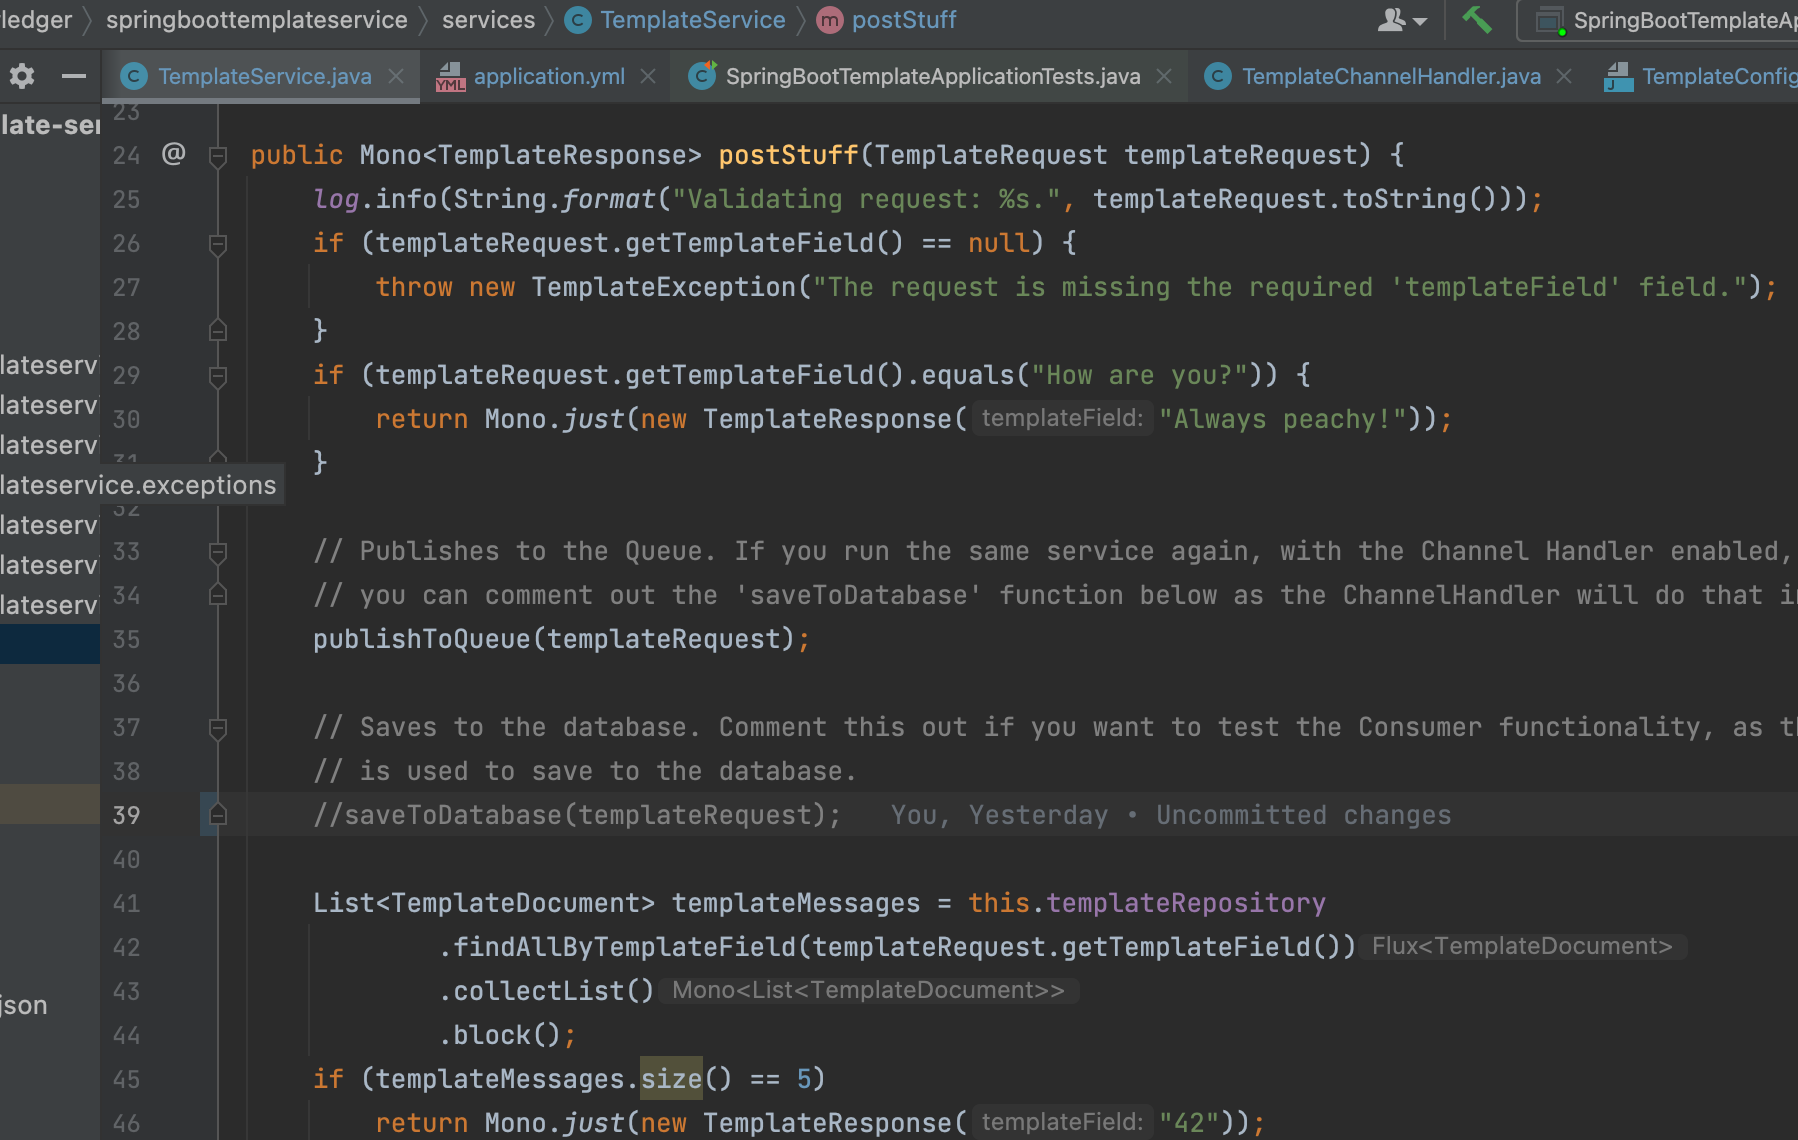 ledger springboottemplateservice services TemplateService postStuff SpringBootTemplateAp
TemplateService.java application.yml SpringBootTemplateApplicationTests.java TemplateChannelHandler.java TemplateConfig
late-ser
23
24 @ public Mono<TemplateResponse> postStuff(TemplateRequest templateRequest) {
25 log.info(String.format("Validating request: %s.", templateRequest.toString()));
26 if (templateRequest.getTemplateField() == null) {
27 throw new TemplateException("The request is missing the required 'templateField' field.");
28 }
lateservi
29 if (templateRequest.getTemplateField().equals("How are you?")) {
lateservi
30 return Mono.just(new TemplateResponse( templateField: "Always peachy!"));
lateservi
31 }
lateservice.exceptions
32
lateservi
33 // Publishes to the Queue. If you run the same service again, with the Channel Handler enabled,
lateservi
34 // you can comment out the 'saveToDatabase' function below as the ChannelHandler will do that i
lateservi
35 publishToQueue(templateRequest);
36
37 // Saves to the database. Comment this out if you want to test the Consumer functionality, as th
38 // is used to save to the database.
39 //saveToDatabase(templateRequest); You, Yesterday • Uncommitted changes
40
41 List<TemplateDocument> templateMessages = this.templateRepository
42 .findAllByTemplateField(templateRequest.getTemplateField()) Flux<TemplateDocument>
43 .collectList() Mono<List<TemplateDocument>>
json
44 .block();
45 if (templateMessages.size() == 5)
46 return Mono.just(new TemplateResponse( templateField: "42"));